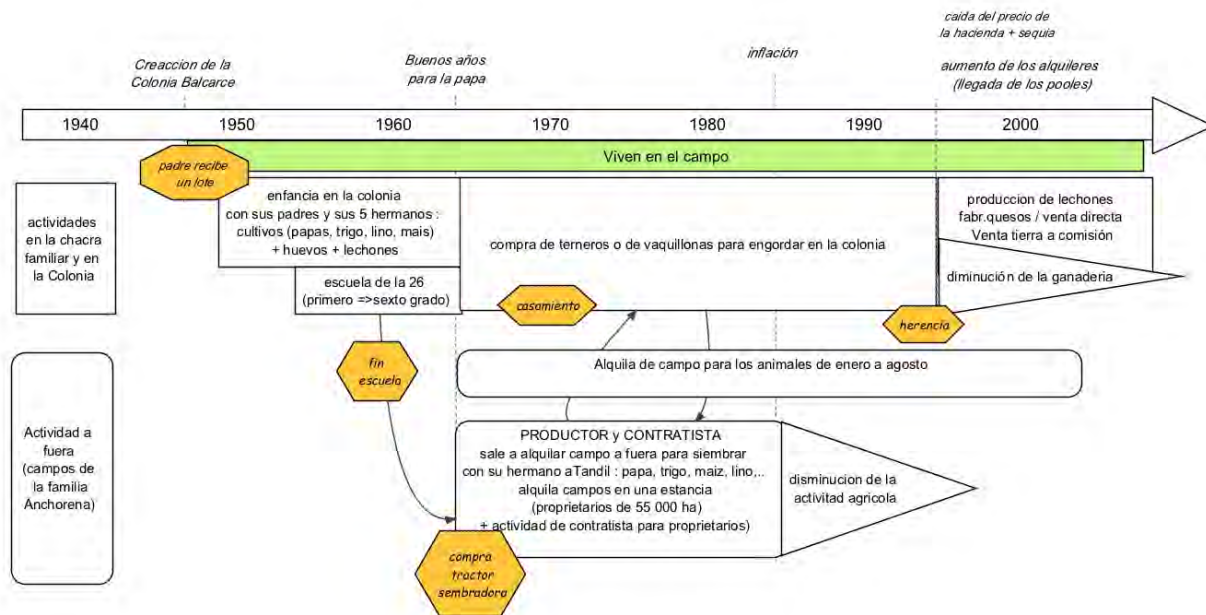 caida del precio de
la hacienda + sequia
Creaccion de la
Colonia Balcarce
Buenos años
para la papa
inflación
aumento de los alquileres
(llegada de los pooles)
1940
1950
1960
1970
1980
1990
2000
Viven en el campo
padre recibe
un lote
actividades
en la chacra
familiar y en
la Colonia
enfancia en la colonia
con sus padres y sus 5 hermanos :
cultivos (papas, trigo, lino, mais)
+ huevos + lechones
escuela de la 26
(primero =>sexto grado)
compra de terneros o de vaquillonas para engordar en la colonia
casamiento
herencia
produccion de lechones
fabr.quesos / venta directa
Venta tierra a comisión
diminución de la ganaderia
fin
escuela
Alquila de campo para los animales de enero a agosto
Actividad a
fuera
(campos de
la familia
Anchorena)
PRODUCTOR y CONTRATISTA
sale a alquilar campo a fuera para siembrar
con su hermano aTandil : papa, trigo, maiz, lino,..
alquila campos en una estancia
(proprietarios de 55 000 ha)
+ actividad de contratista para proprietarios)
disminucion de la
activitad agricola
compra
tractor
sembradora